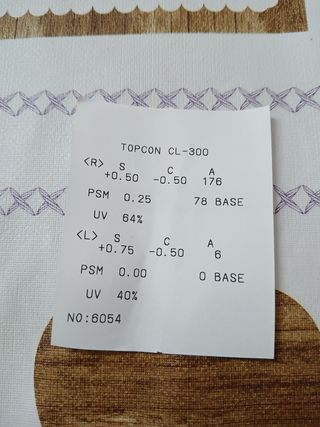 TOPCON CL-300
<R> S C A
+0.50 -0.50 176
PSM 0.25 78 BASE
UV 64%
<L> S C A
+0.75 -0.50 6
PSM 0.00 0 BASE
UV 40%
NO:6054